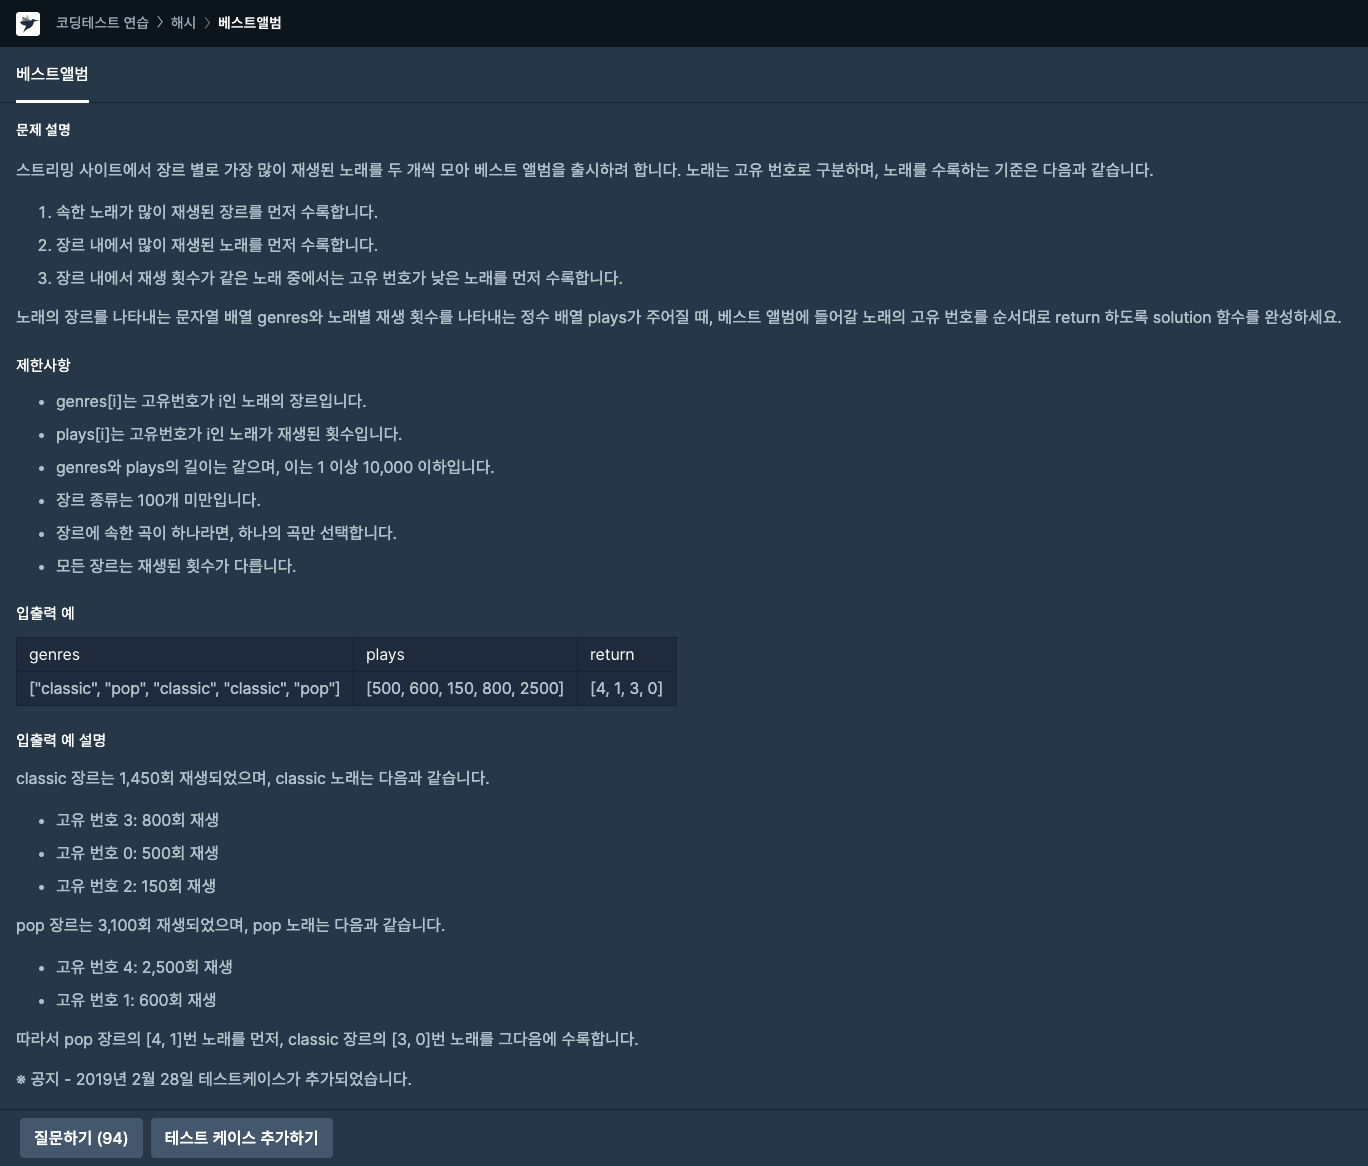 코딩테스트 연습 > 해시 > 베스트앨범
베스트앨범
문제 설명
스트리밍 사이트에서 장르 별로 가장 많이 재생된 노래를 두 개씩 모아 베스트 앨범을 출시하려 합니다. 노래는 고유 번호로 구분하며, 노래를 수록하는 기준은 다음과 같습니다.
1. 속한 노래가 많이 재생된 장르를 먼저 수록합니다.
2. 장르 내에서 많이 재생된 노래를 먼저 수록합니다.
3. 장르 내에서 재생 횟수가 같은 노래 중에서는 고유 번호가 낮은 노래를 먼저 수록합니다.
노래의 장르를 나타내는 문자열 배열 genres와 노래별 재생 횟수를 나타내는 정수 배열 plays가 주어질 때, 베스트 앨범에 들어갈 노래의 고유 번호를 순서대로 return 하도록 solution 함수를 완성하세요.
제한사항
• genres[i]는 고유번호가 i인 노래의 장르입니다.
• plays[i]는 고유번호가 i인 노래가 재생된 횟수입니다.
• genres와 plays의 길이는 같으며, 이는 1 이상 10,000 이하입니다.
• 장르 종류는 100개 미만입니다.
• 장르에 속한 곡이 하나라면, 하나의 곡만 선택합니다.
• 모든 장르는 재생된 횟수가 다릅니다.
입출력 예
genres plays return
["classic", "pop", "classic", "classic", "pop"] [500, 600, 150, 800, 2500] [4, 1, 3, 0]
입출력 예 설명
classic 장르는 1,450회 재생되었으며, classic 노래는 다음과 같습니다.
• 고유 번호 3: 800회 재생
• 고유 번호 0: 500회 재생
• 고유 번호 2: 150회 재생
pop 장르는 3,100회 재생되었으며, pop 노래는 다음과 같습니다.
• 고유 번호 4: 2,500회 재생
• 고유 번호 1: 600회 재생
따라서 pop 장르의 [4, 1]번 노래를 먼저, classic 장르의 [3, 0]번 노래를 그다음에 수록합니다.
※ 공지 - 2019년 2월 28일 테스트케이스가 추가되었습니다.
질문하기 (94) 테스트 케이스 추가하기